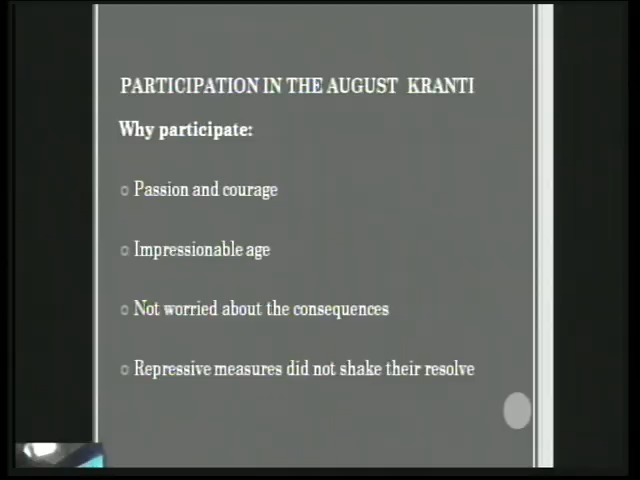 PARTICIPATION IN THE AUGUST KRANTI
Why participate:
Passion and courage
Impressionable age
Not worried about the consequences
Repressive measures did not shake their resolve